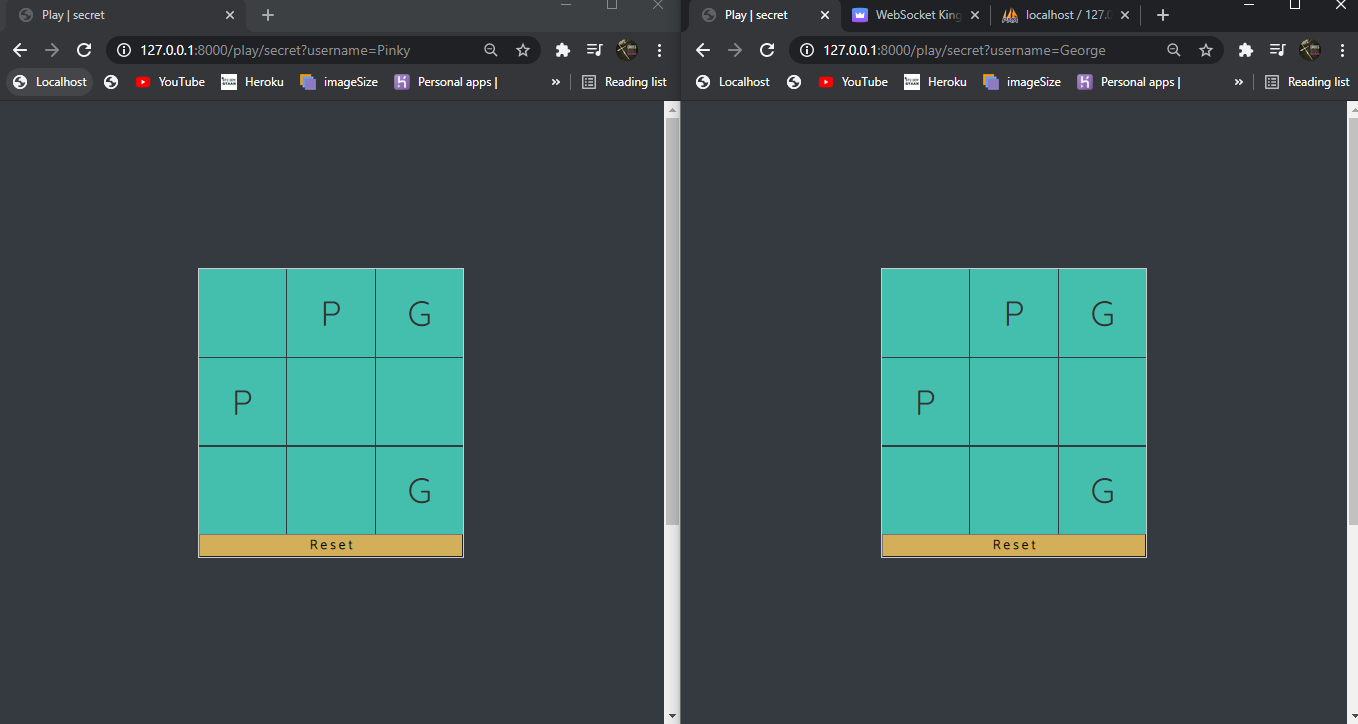 Play | secret
127.0.0.1:8000/play/secret?username=Pinky
Localhost YouTube Heroku imageSize Personal apps | » Reading list
P G
P
G
Reset
Play | secret WebSocket King localhost / 127.0
127.0.0.1:8000/play/secret?username=George
Localhost YouTube Heroku imageSize Personal apps | » Reading list
P G
P
G
Reset